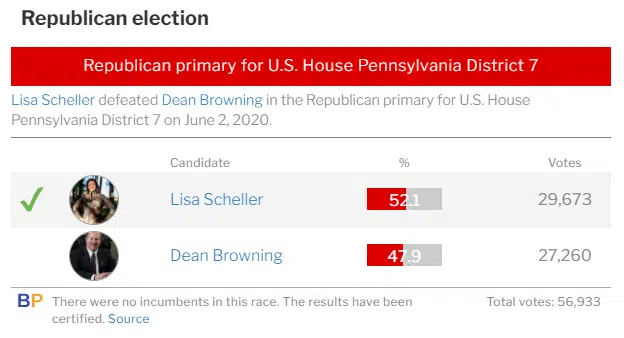 Republican election
Republican primary for U.S. House Pennsylvania District 7
Lisa Scheller defeated Dean Browning in the Republican primary for U.S. House
Pennsylvania District 7 on June 2, 2020.
Candidate % Votes
Lisa Scheller 52.1 29,673
Dean Browning 47.9 27,260
BP There were no incumbents in this race. The results have been Total votes: 56,933
certified. Source